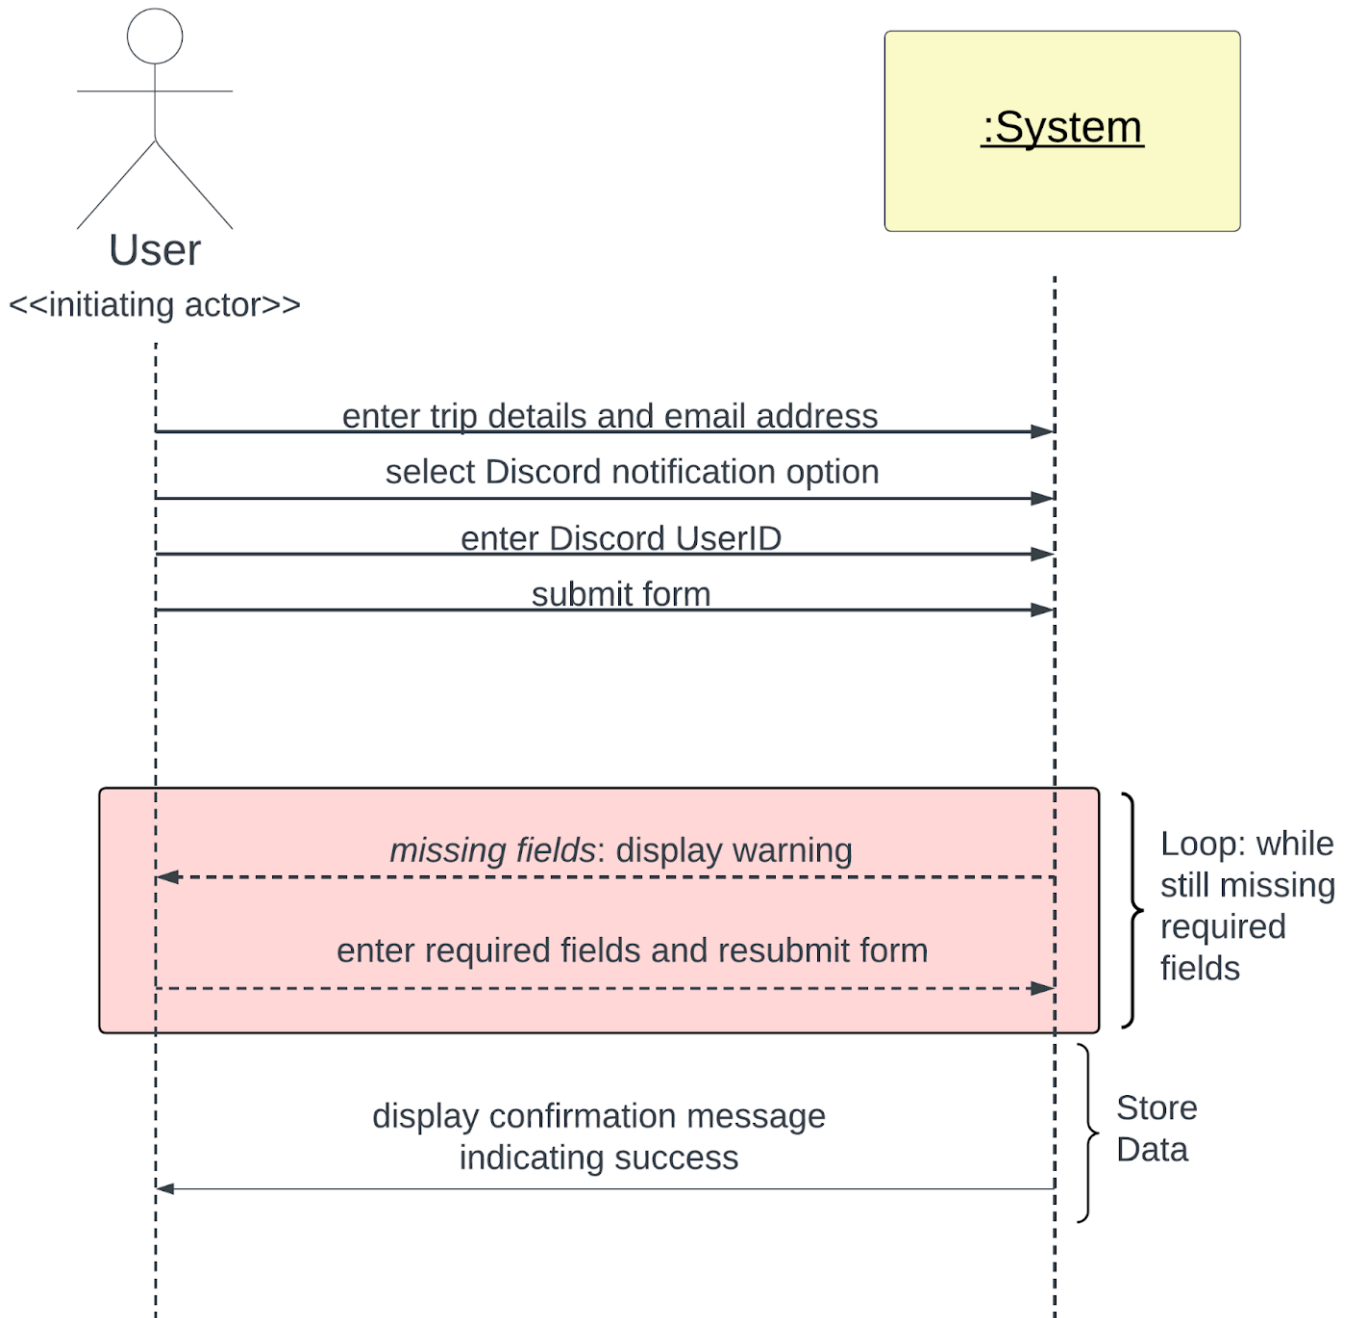 :System
User
<<initiating actor>>
enter trip details and email address
select Discord notification option
enter Discord UserID
submit form
missing fields: display warning
enter required fields and resubmit form
Loop: while
still missing
required
fields
display confirmation message
indicating success
Store
Data